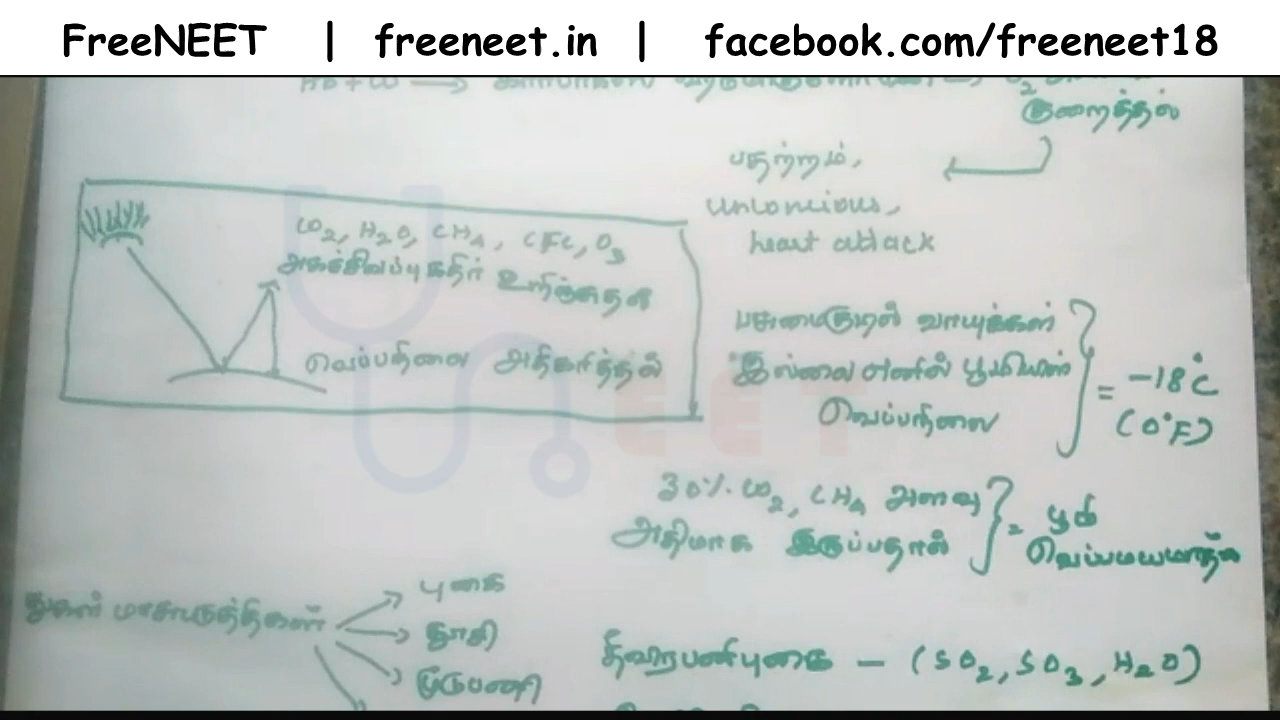 FreeNEET | freeneet.in | facebook.com/freeneet18
குறைத்தல்
பதற்றம்,
heart attack
CO2, H2O, CH4, CFC, O3
அகச்சிவப்பு கதிர் உறிஞ்சுதல்
வெப்பநிலை அதிகரித்தல்
பசுமைகுடில் வாயுக்கள்
இல்லை எனில் பூமியின்
வெப்பநிலை
= -18°C
(0°F)
30% CO2, CH4 அளவு
அதிமாக இருப்பதால்
= பூமி
வெப்பமயமாதல்
துகள் மாசுபடுத்திகள்
புகை
தூசி
மூடுபனி
தீவிரபனிபுகை – (SO2, SO3, H2O)
EET